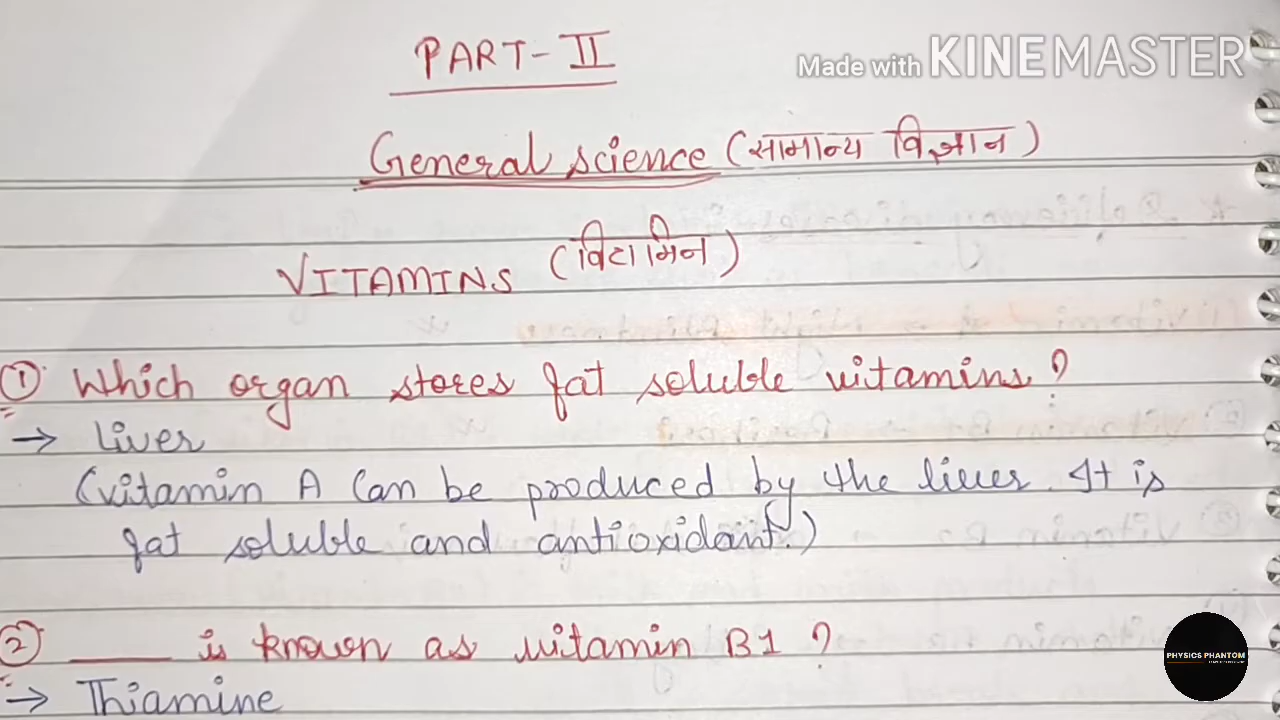 PART-II
Made with KINEMASTER
General science (सामान्य विज्ञान)
VITAMINS (विटामिन)
① Which organ stores fat soluble vitamins?
→ Liver
(vitamin A Can be produced by the liver. It is
fat soluble and antioxidant.)
② ____ is known as vitamin B1 ?
→ Thiamine
PHYSICS PHANTOM